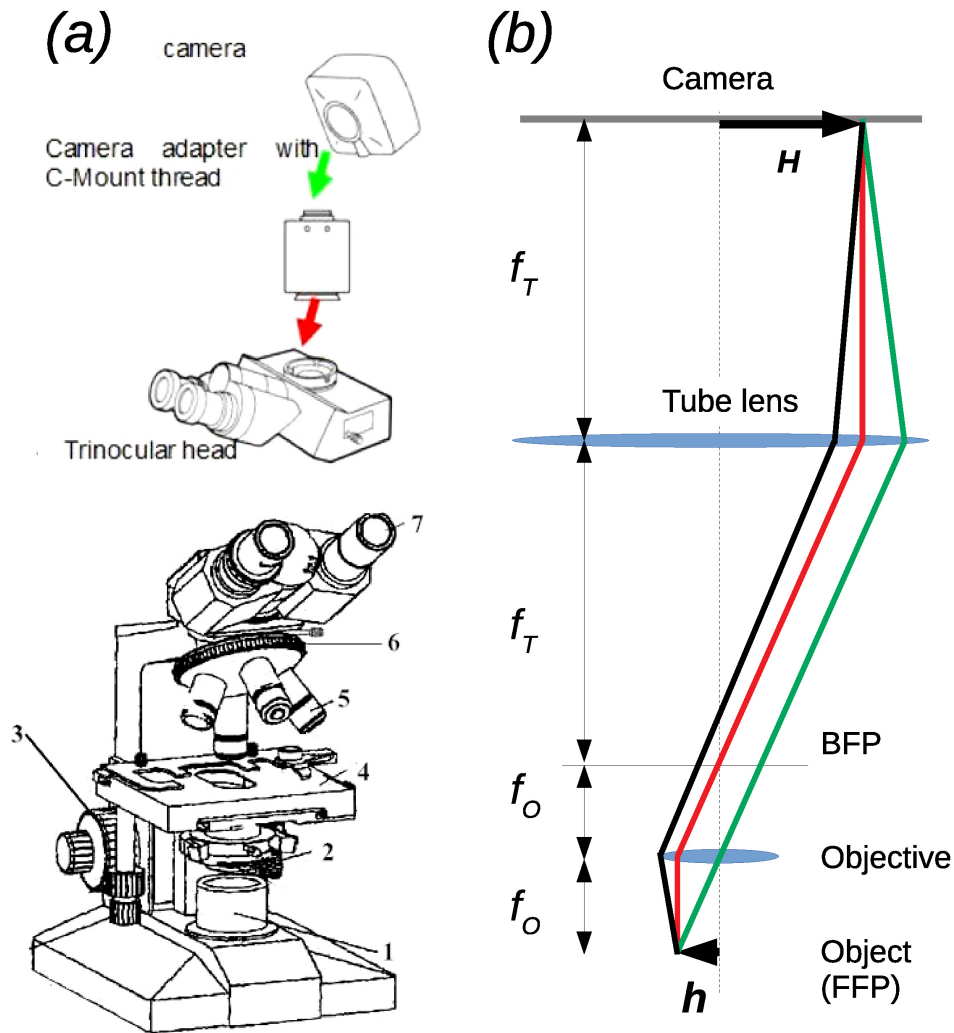 (a)
camera
Camera adapter with
C-Mount thread
Trinocular head
7
6
5
3
4
2
1
(b)
Camera
H
f_T
Tube lens
f_T
BFP
f_O
Objective
f_O
Object
(FFP)
h